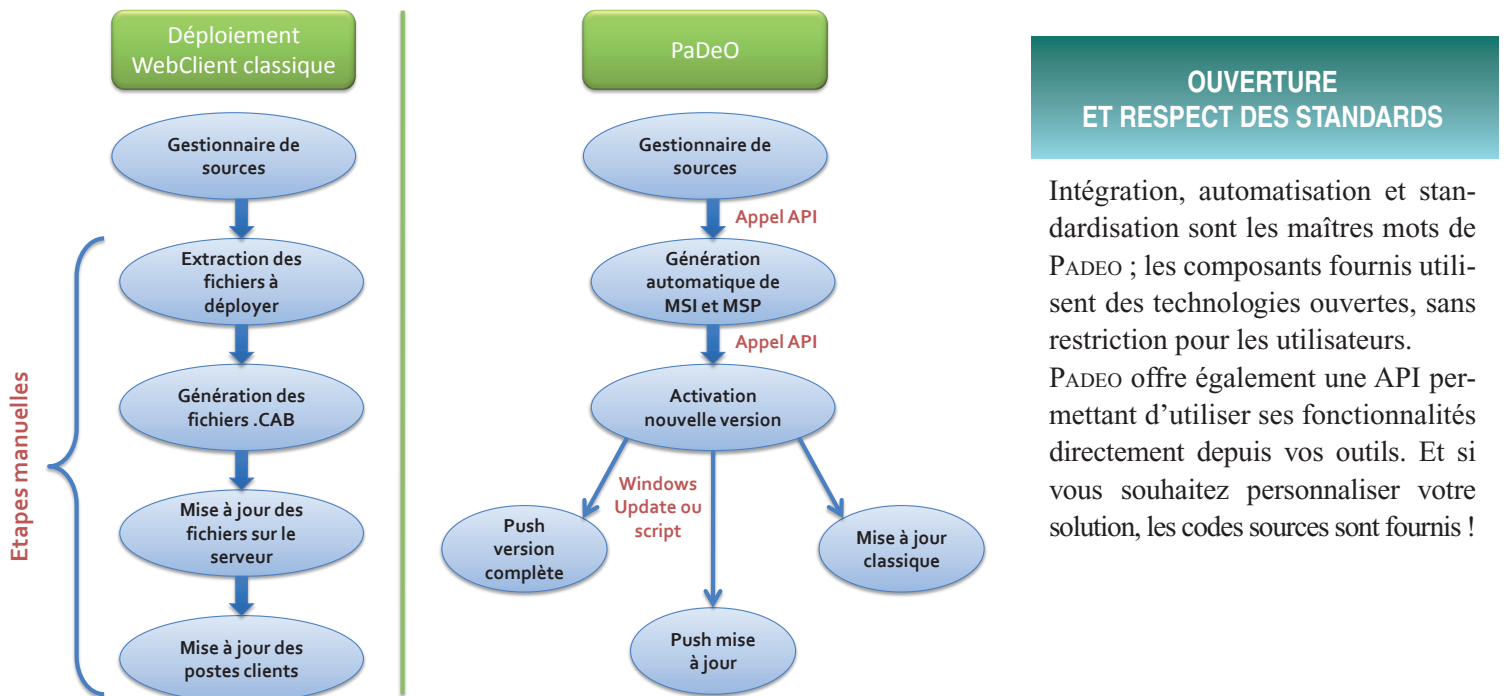 Déploiement
WebClient classique
Gestionnaire de
sources
Extraction des
fichiers à
déployer
Génération des
fichiers .CAB
Mise à jour des
fichiers sur le
serveur
Mise à jour des
postes clients
Etapes manuelles
PaDeO
Gestionnaire de
sources
Appel API
Génération
automatique de
MSI et MSP
Appel API
Activation
nouvelle version
Windows
Update ou
script
Push
version
complète
Push mise
à jour
Mise à jour
classique
OUVERTURE
ET RESPECT DES STANDARDS
Intégration, automatisation et stan-
dardisation sont les maîtres mots de
PADEO ; les composants fournis utili-
sent des technologies ouvertes, sans
restriction pour les utilisateurs.
PADEO offre également une API per-
mettant d’utiliser ses fonctionnalités
directement depuis vos outils. Et si
vous souhaitez personnaliser votre
solution, les codes sources sont fournis !